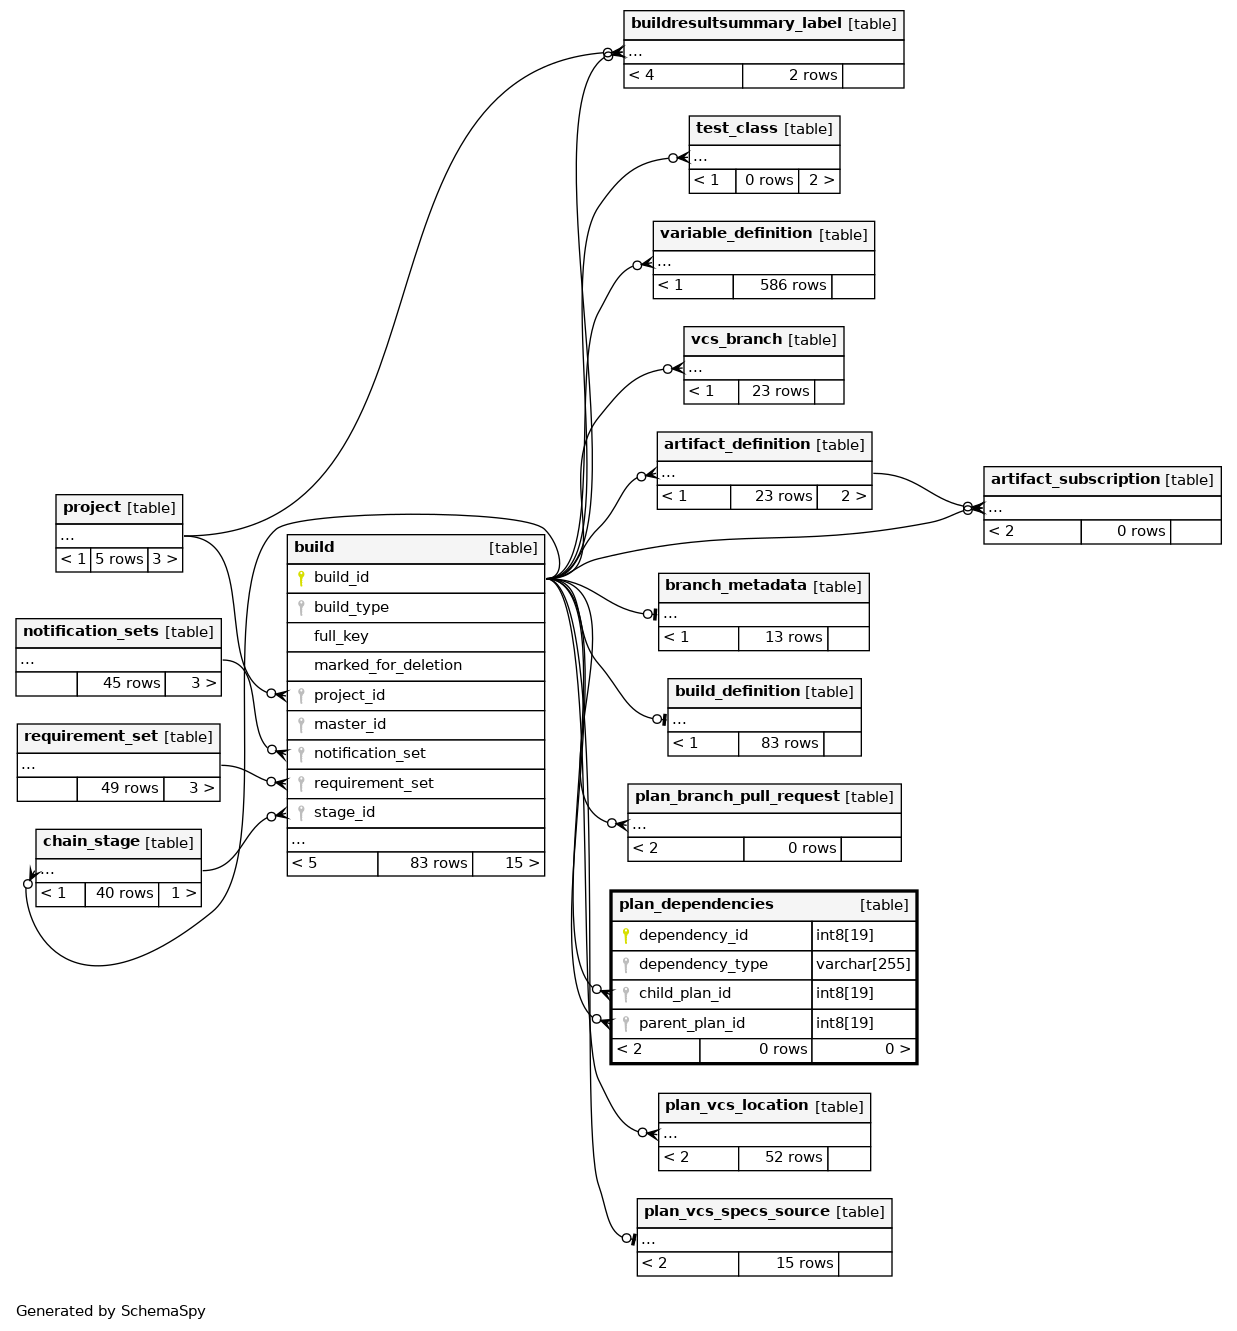 buildresultsummary_label [table]
...
< 4 2 rows
test_class [table]
...
< 1 0 rows 2 >
variable_definition [table]
...
< 1 586 rows
vcs_branch [table]
...
< 1 23 rows
artifact_definition [table]
...
< 1 23 rows 2 >
artifact_subscription [table]
...
< 2 0 rows
project [table]
...
< 1 5 rows 3 >
notification_sets [table]
...
45 rows 3 >
requirement_set [table]
...
49 rows 3 >
chain_stage [table]
...
< 1 40 rows 1 >
build [table]
build_id
build_type
full_key
marked_for_deletion
project_id
master_id
notification_set
requirement_set
stage_id
...
< 5 83 rows 15 >
branch_metadata [table]
...
< 1 13 rows
build_definition [table]
...
< 1 83 rows
plan_branch_pull_request [table]
...
< 2 0 rows
plan_dependencies [table]
dependency_id int8[19]
dependency_type varchar[255]
child_plan_id int8[19]
parent_plan_id int8[19]
< 2 0 rows 0 >
plan_vcs_location [table]
...
< 2 52 rows
plan_vcs_specs_source [table]
...
< 2 15 rows
Generated by SchemaSpy